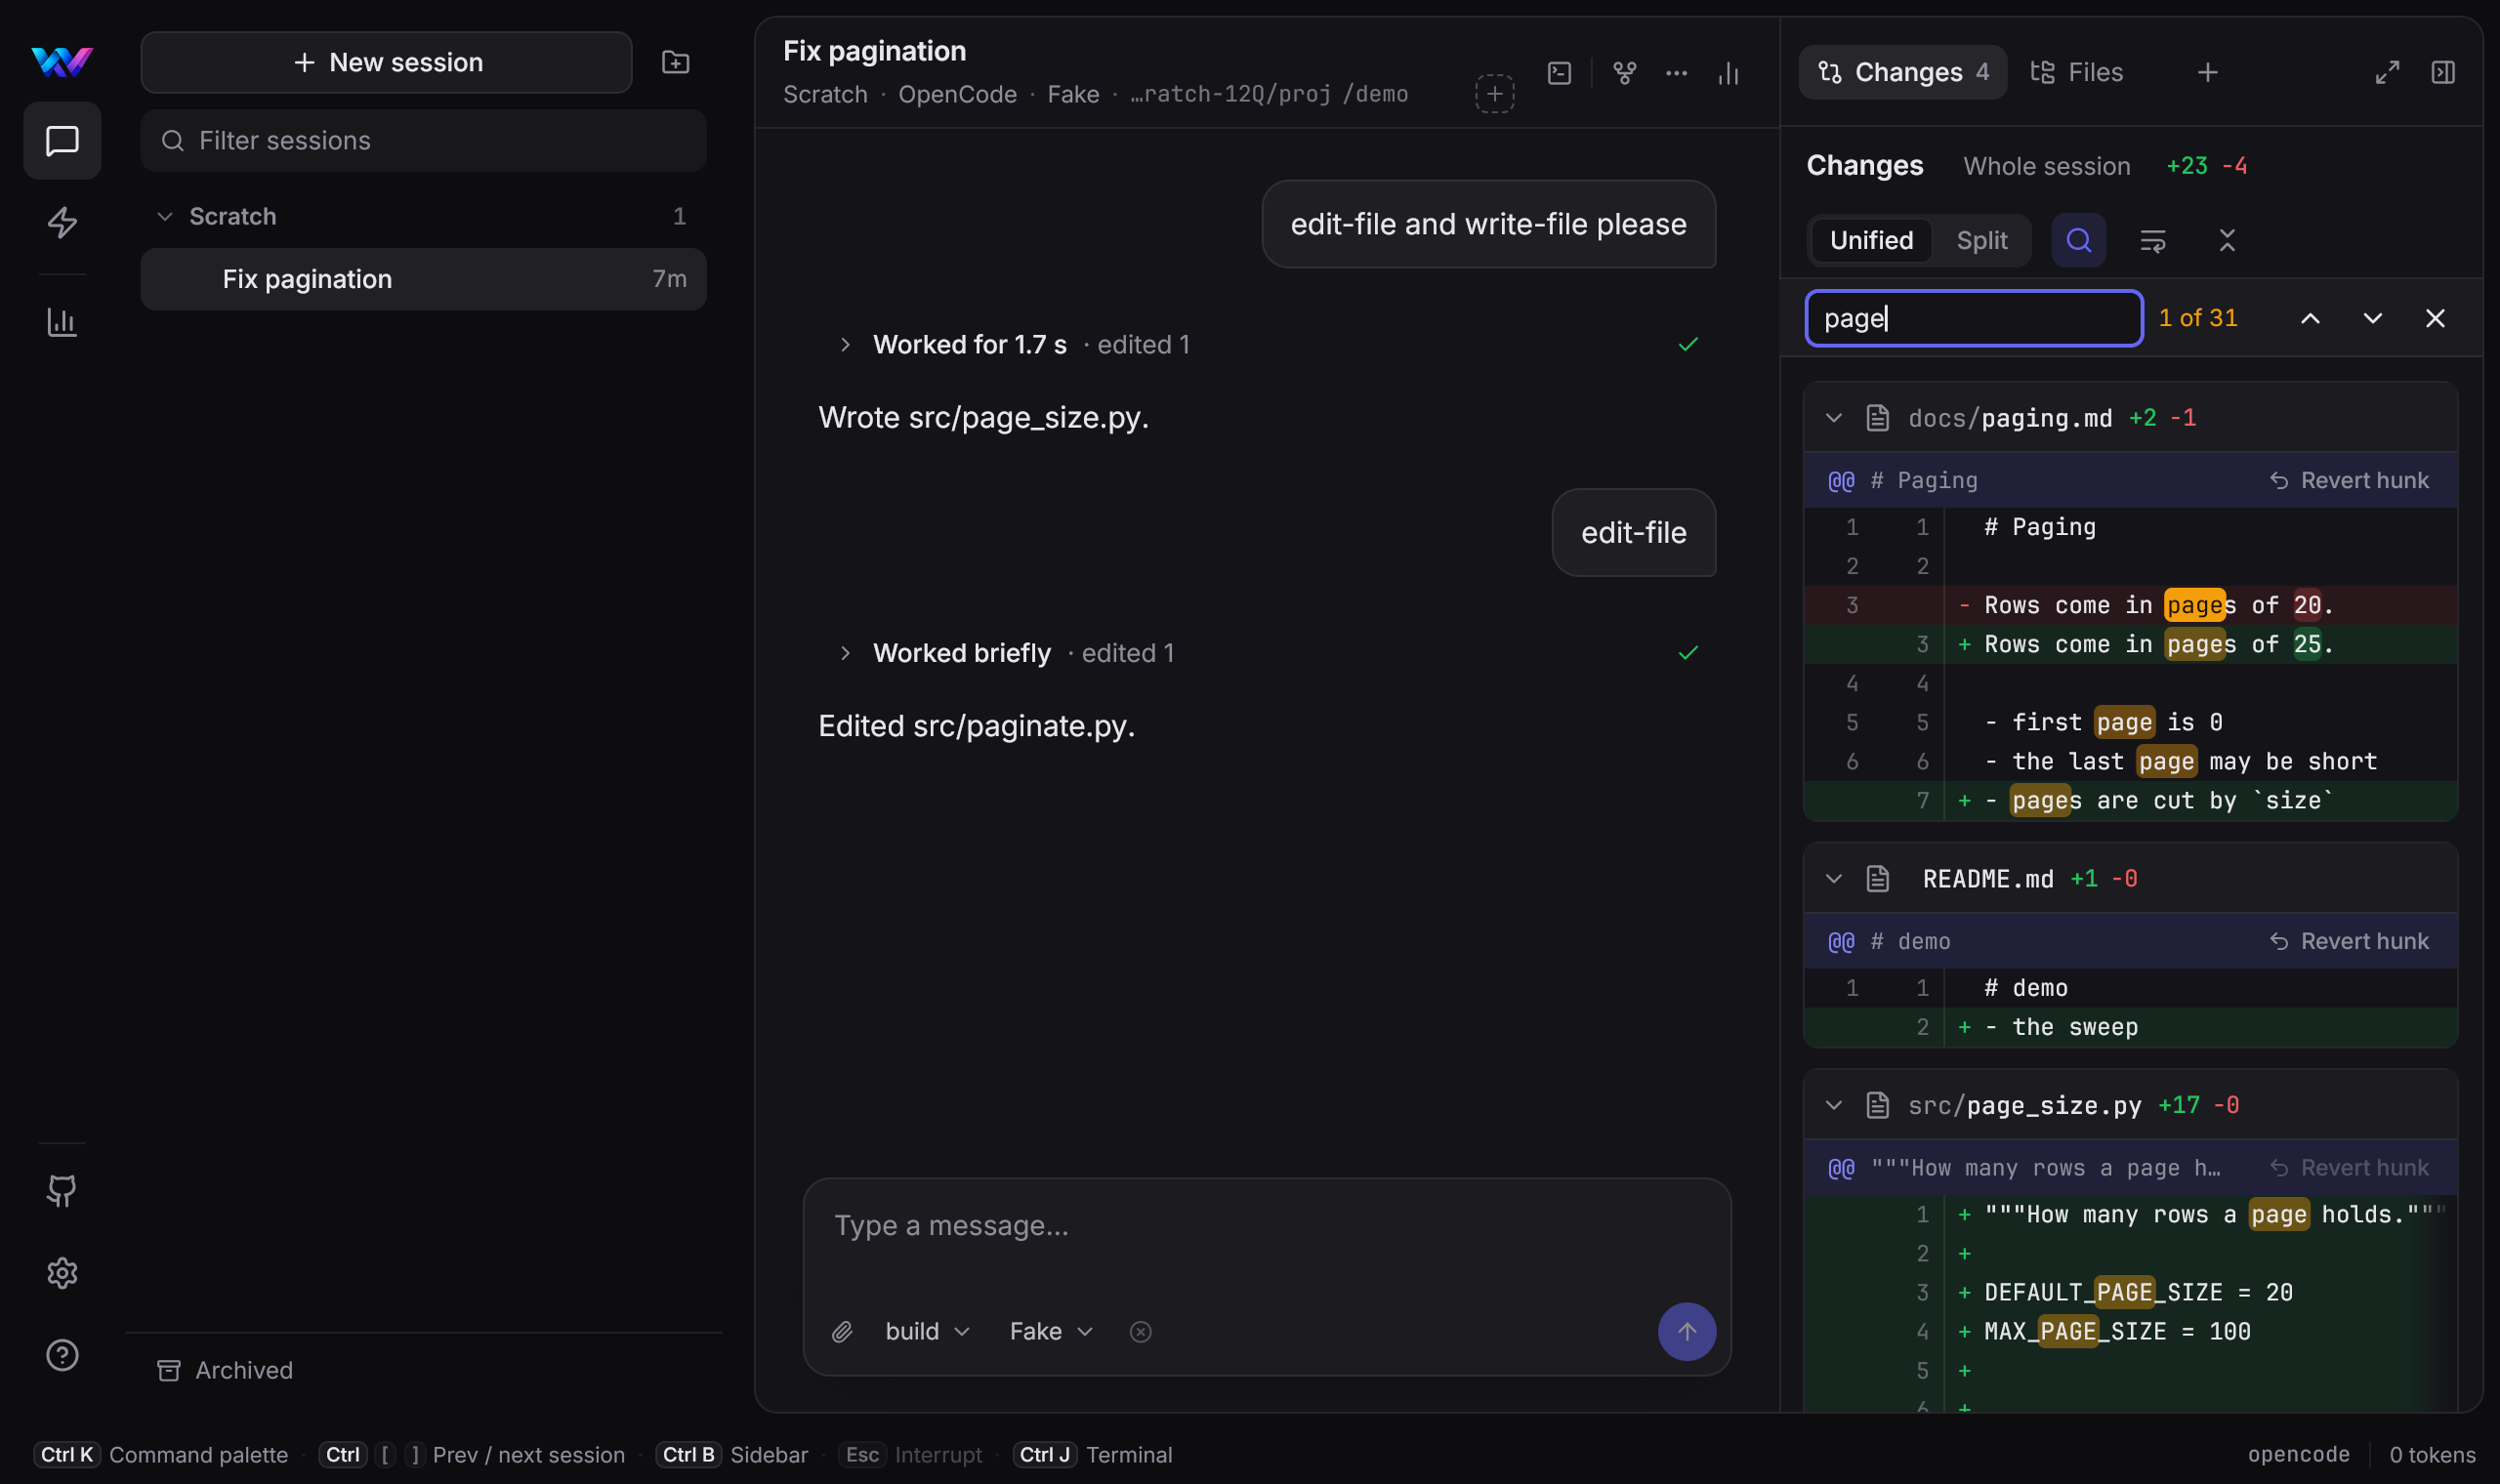 New session
Filter sessions
Scratch 1
Fix pagination 7m
Archived
Fix pagination
Scratch · OpenCode · Fake · …ratch-12Q/proj /demo
edit-file and write-file please
Worked for 1.7 s · edited 1
Wrote src/page_size.py.
edit-file
Worked briefly · edited 1
Edited src/paginate.py.
Type a message...
build Fake
Changes 4 Files
Changes Whole session +23 -4
Unified Split
page 1 of 31
docs/paging.md +2 -1
@@ # Paging Revert hunk
1 1 # Paging
2 2
3 - Rows come in pages of 20.
3 + Rows come in pages of 25.
4 4
5 5 - first page is 0
6 6 - the last page may be short
7 + - pages are cut by `size`
README.md +1 -0
@@ # demo Revert hunk
1 1 # demo
2 + - the sweep
src/page_size.py +17 -0
@@ """How many rows a page h… Revert hunk
1 + """How many rows a page holds."""
2 +
3 + DEFAULT_PAGE_SIZE = 20
4 + MAX_PAGE_SIZE = 100
5 +
6 +
Ctrl K Command palette · Ctrl [ ] Prev / next session · Ctrl B Sidebar · Esc Interrupt · Ctrl J Terminal
opencode 0 tokens